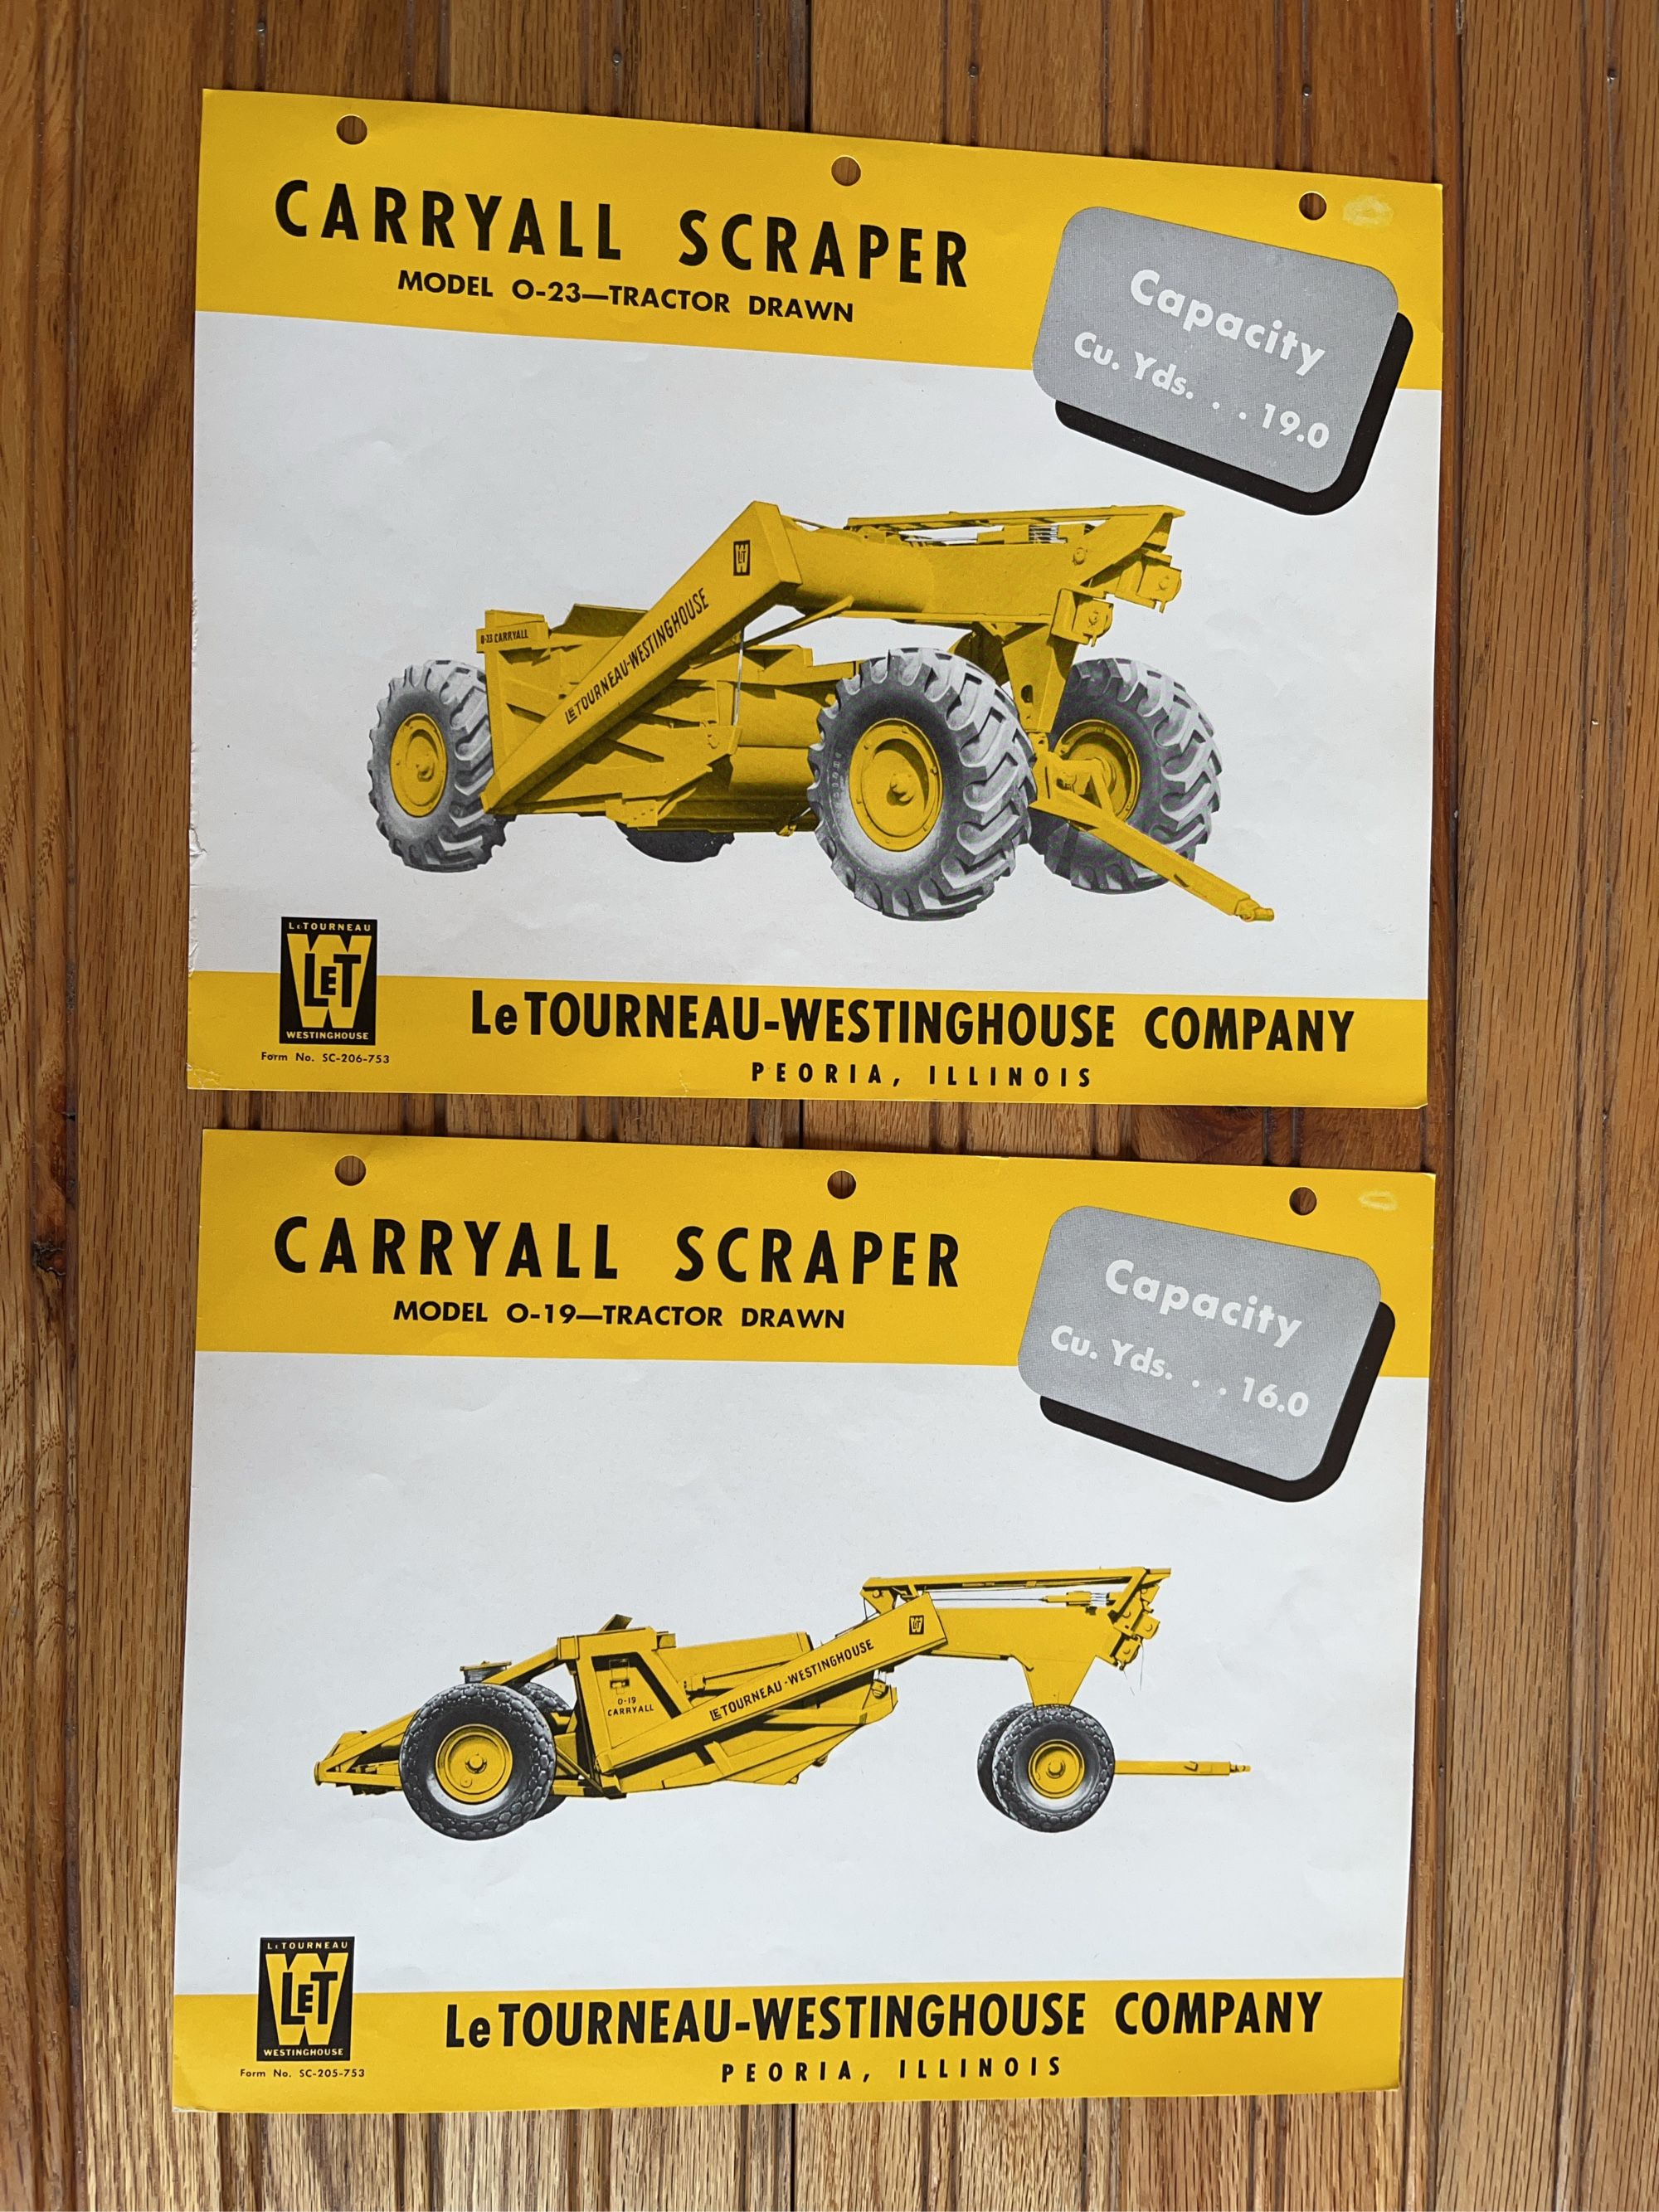 CARRYALL SCRAPER
MODEL O-23—TRACTOR DRAWN
Capacity
Cu. Yds. . . 19.0
O-23 CARRYALL
LETOURNEAU-WESTINGHOUSE
LET
W
LETOURNEAU
W
LET
WESTINGHOUSE
Form No. SC-206-753
LeTOURNEAU-WESTINGHOUSE COMPANY
PEORIA, ILLINOIS
CARRYALL SCRAPER
MODEL O-19—TRACTOR DRAWN
Capacity
Cu. Yds. . . 16.0
O-19
CARRYALL
LETOURNEAU-WESTINGHOUSE
LET
W
LETOURNEAU
W
LET
WESTINGHOUSE
Form No. SC-205-753
LeTOURNEAU-WESTINGHOUSE COMPANY
PEORIA, ILLINOIS